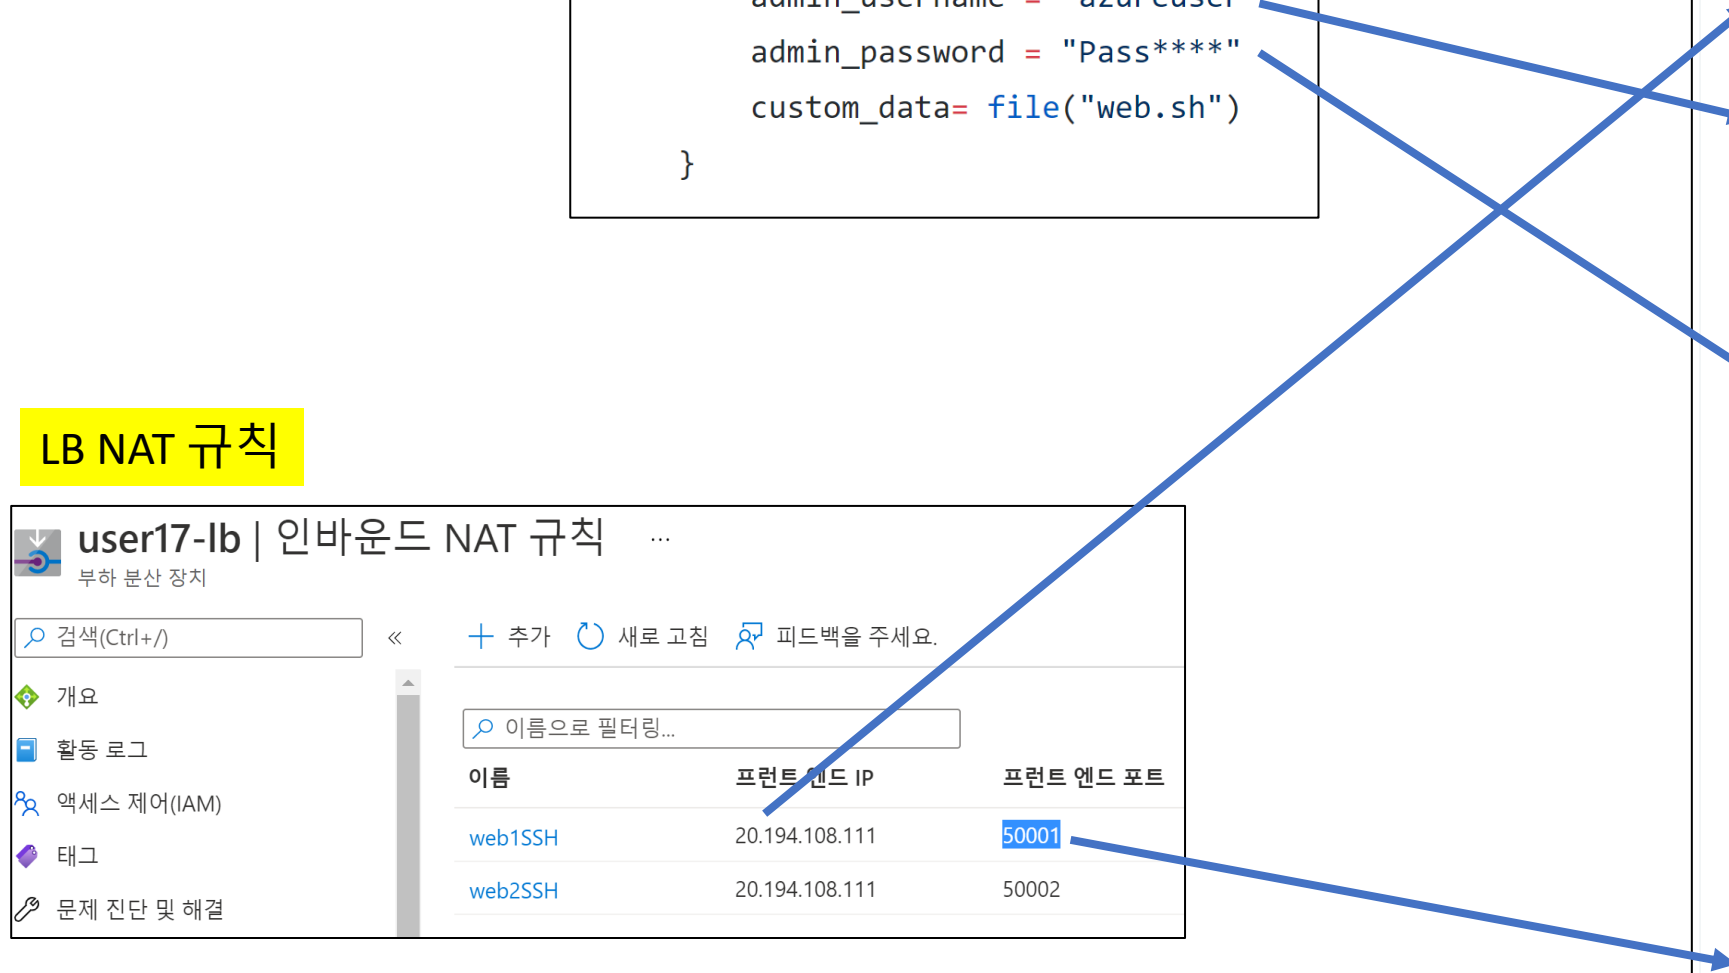 admin_username = "azureuser"
admin_password = "Pass****"
custom_data= file("web.sh")
}
LB NAT 규칙
user17-lb | 인바운드 NAT 규칙 ...
부하 분산 장치
검색(Ctrl+/) «
+ 추가 새로 고침 피드백을 주세요.
개요
활동 로그
이름으로 필터링...
이름 프런트 엔드 IP 프런트 엔드 포트
액세스 제어(IAM)
web1SSH 20.194.108.111 50001
태그
web2SSH 20.194.108.111 50002
문제 진단 및 해결